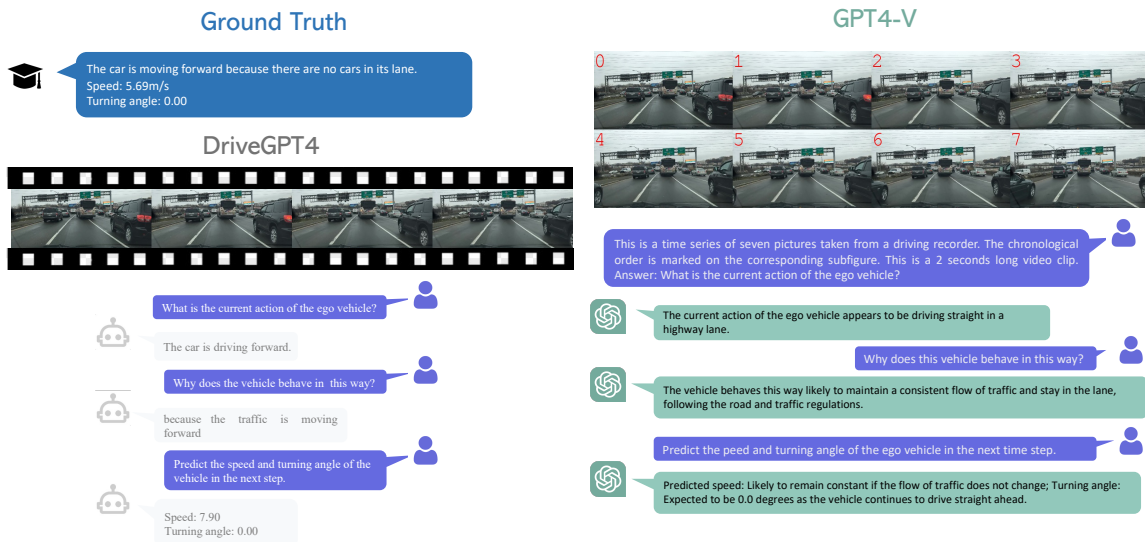 Ground Truth
The car is moving forward because there are no cars in its lane.
Speed: 5.69m/s
Turning angle: 0.00
DriveGPT4
What is the current action of the ego vehicle?
The car is driving forward.
Why does the vehicle behave in this way?
because the traffic is moving
forward
Predict the speed and turning angle of the
vehicle in the next step.
Speed: 7.90
Turning angle: 0.00
GPT4-V
0 1 2 3
4 5 6 7
This is a time series of seven pictures taken from a driving recorder. The chronological
order is marked on the corresponding subfigure. This is a 2 seconds long video clip.
Answer: What is the current action of the ego vehicle?
The current action of the ego vehicle appears to be driving straight in a
highway lane.
Why does this vehicle behave in this way?
The vehicle behaves this way likely to maintain a consistent flow of traffic and stay in the lane,
following the road and traffic regulations.
Predict the peed and turning angle of the ego vehicle in the next time step.
Predicted speed: Likely to remain constant if the flow of traffic does not change; Turning angle:
Expected to be 0.0 degrees as the vehicle continues to drive straight ahead.